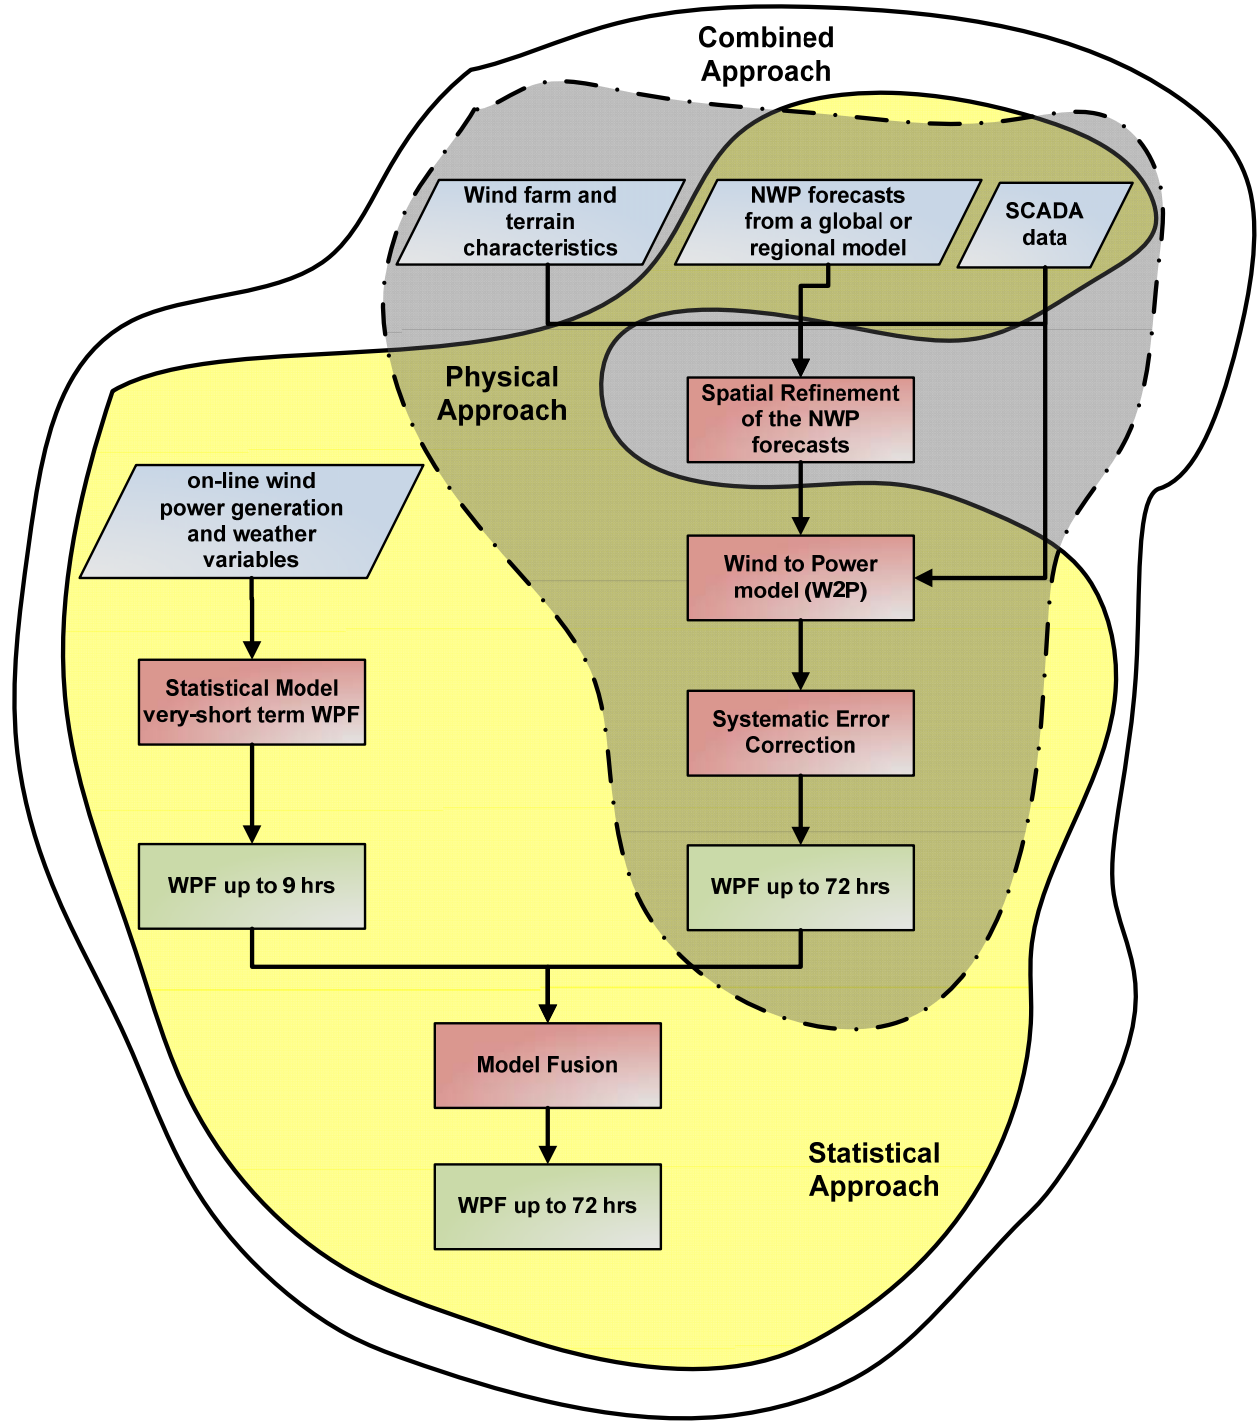 Combined
Approach
Wind farm and
terrain
characteristics
NWP forecasts
from a global or
regional model
SCADA
data
Physical
Approach
Spatial Refinement
of the NWP
forecasts
on-line wind
power generation
and weather
variables
Wind to Power
model (W2P)
Statistical Model
very-short term WPF
Systematic Error
Correction
WPF up to 9 hrs
WPF up to 72 hrs
Model Fusion
Statistical
Approach
WPF up to 72 hrs